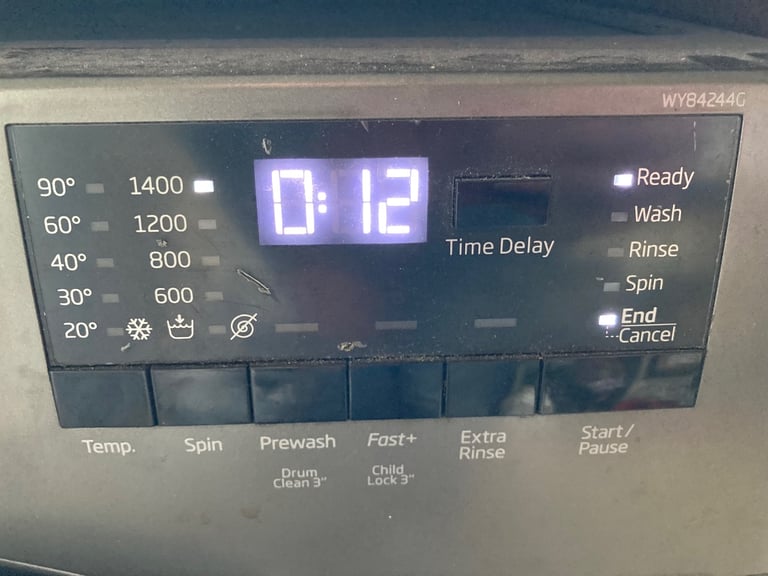 WY84244G
90° 1400 0:12 Ready
60° 1200 Wash
Time Delay
40° 800 Rinse
30° 600 Spin
20° End
Cancel
Temp. Spin Prewash Fast+ Extra Rinse Start/ Pause
Drum Clean 3" Child Lock 3"